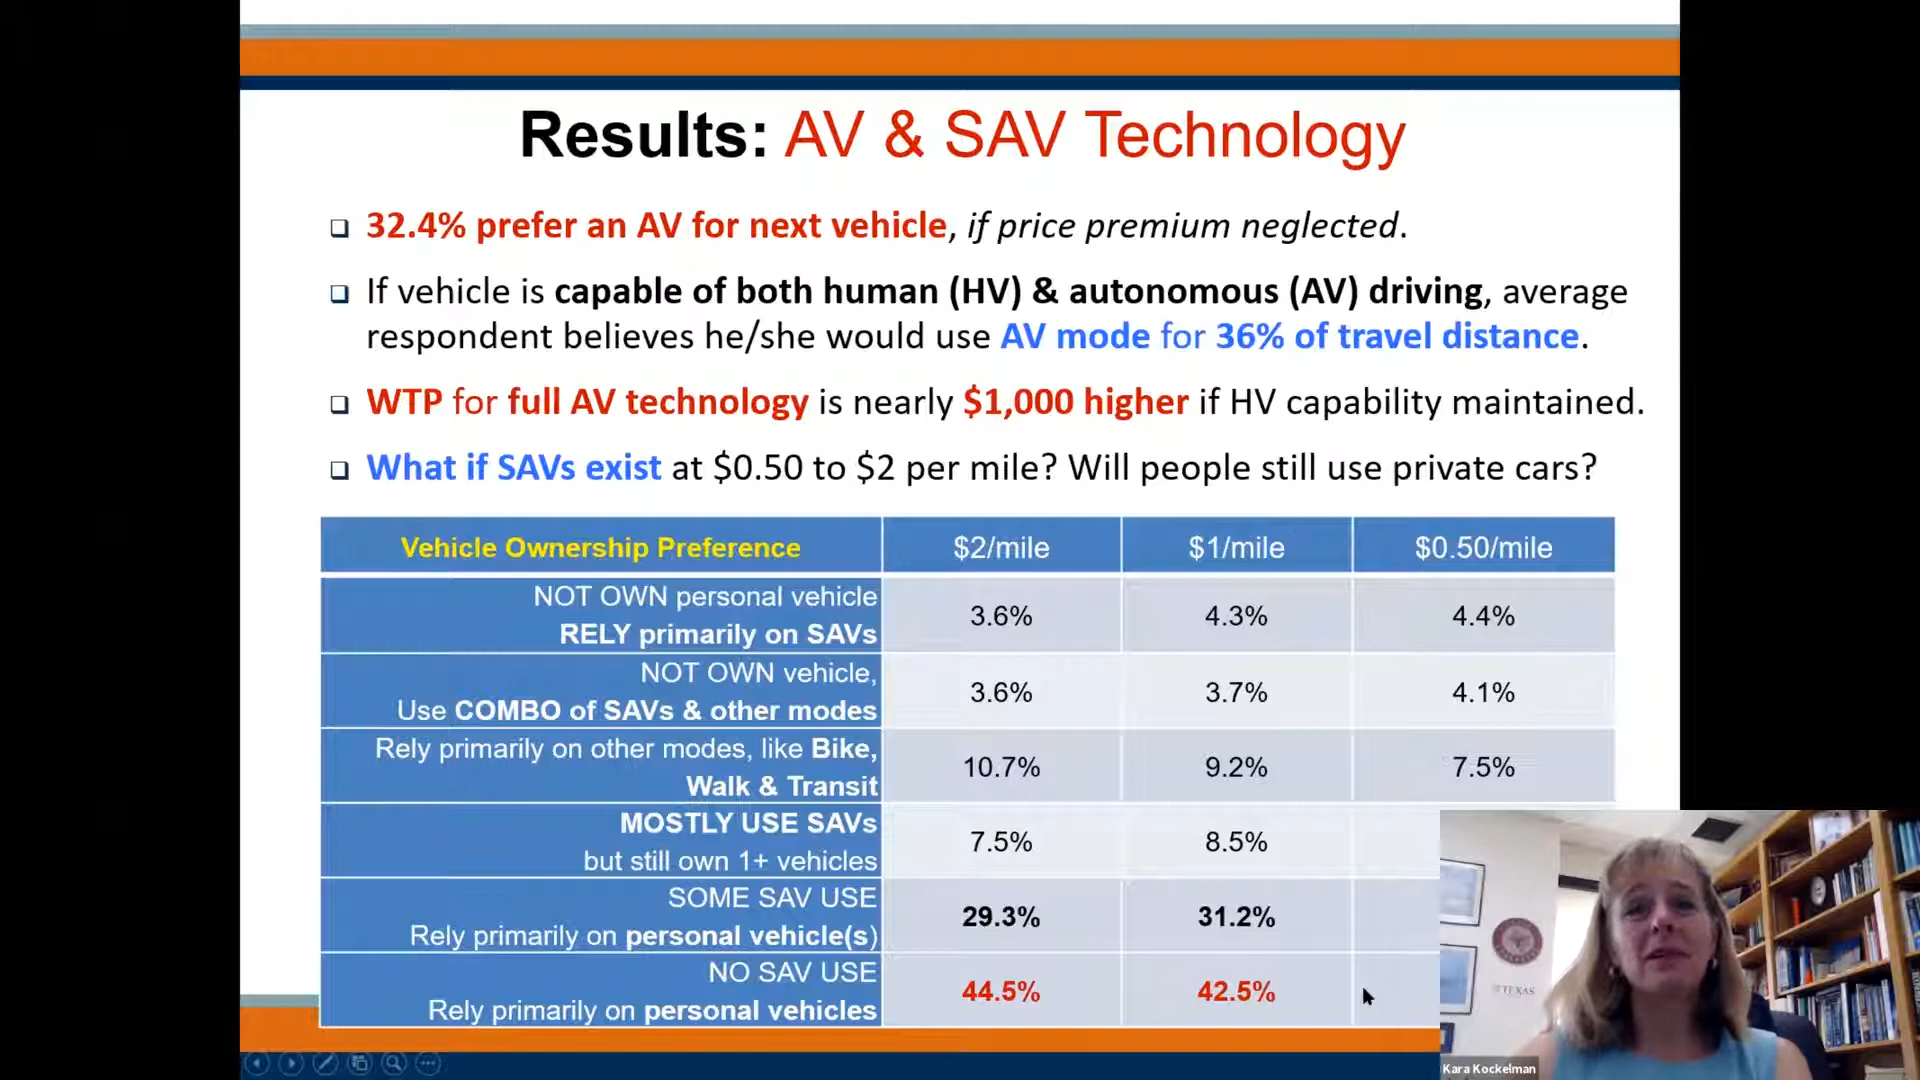 Results: AV & SAV Technology
❑ 32.4% prefer an AV for next vehicle, if price premium neglected.
❑ If vehicle is capable of both human (HV) & autonomous (AV) driving, average
respondent believes he/she would use AV mode for 36% of travel distance.
❑ WTP for full AV technology is nearly $1,000 higher if HV capability maintained.
❑ What if SAVs exist at $0.50 to $2 per mile? Will people still use private cars?
Vehicle Ownership Preference $2/mile $1/mile $0.50/mile
NOT OWN personal vehicle
RELY primarily on SAVs 3.6% 4.3% 4.4%
NOT OWN vehicle,
Use COMBO of SAVs & other modes 3.6% 3.7% 4.1%
Rely primarily on other modes, like Bike,
Walk & Transit 10.7% 9.2% 7.5%
MOSTLY USE SAVs
but still own 1+ vehicles 7.5% 8.5%
SOME SAV USE
Rely primarily on personal vehicle(s) 29.3% 31.2%
NO SAV USE
Rely primarily on personal vehicles 44.5% 42.5%
TEXAS
Kara Kockelman